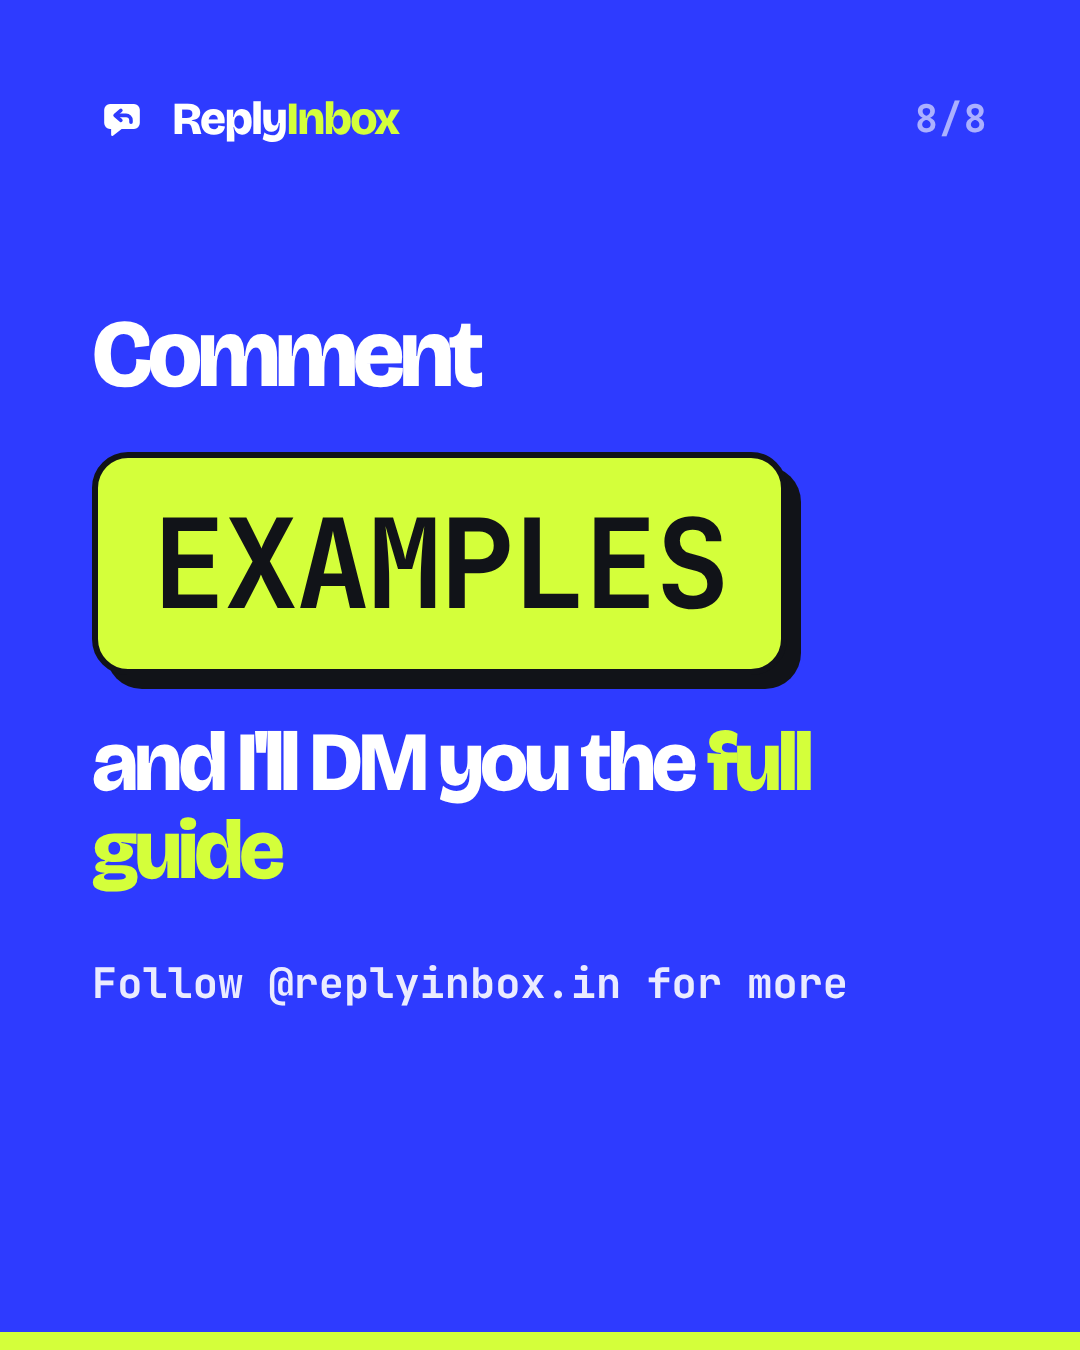 ReplyInbox
8/8
Comment
EXAMPLES
and I'll DM you the full
guide
Follow @replyinbox.in for more